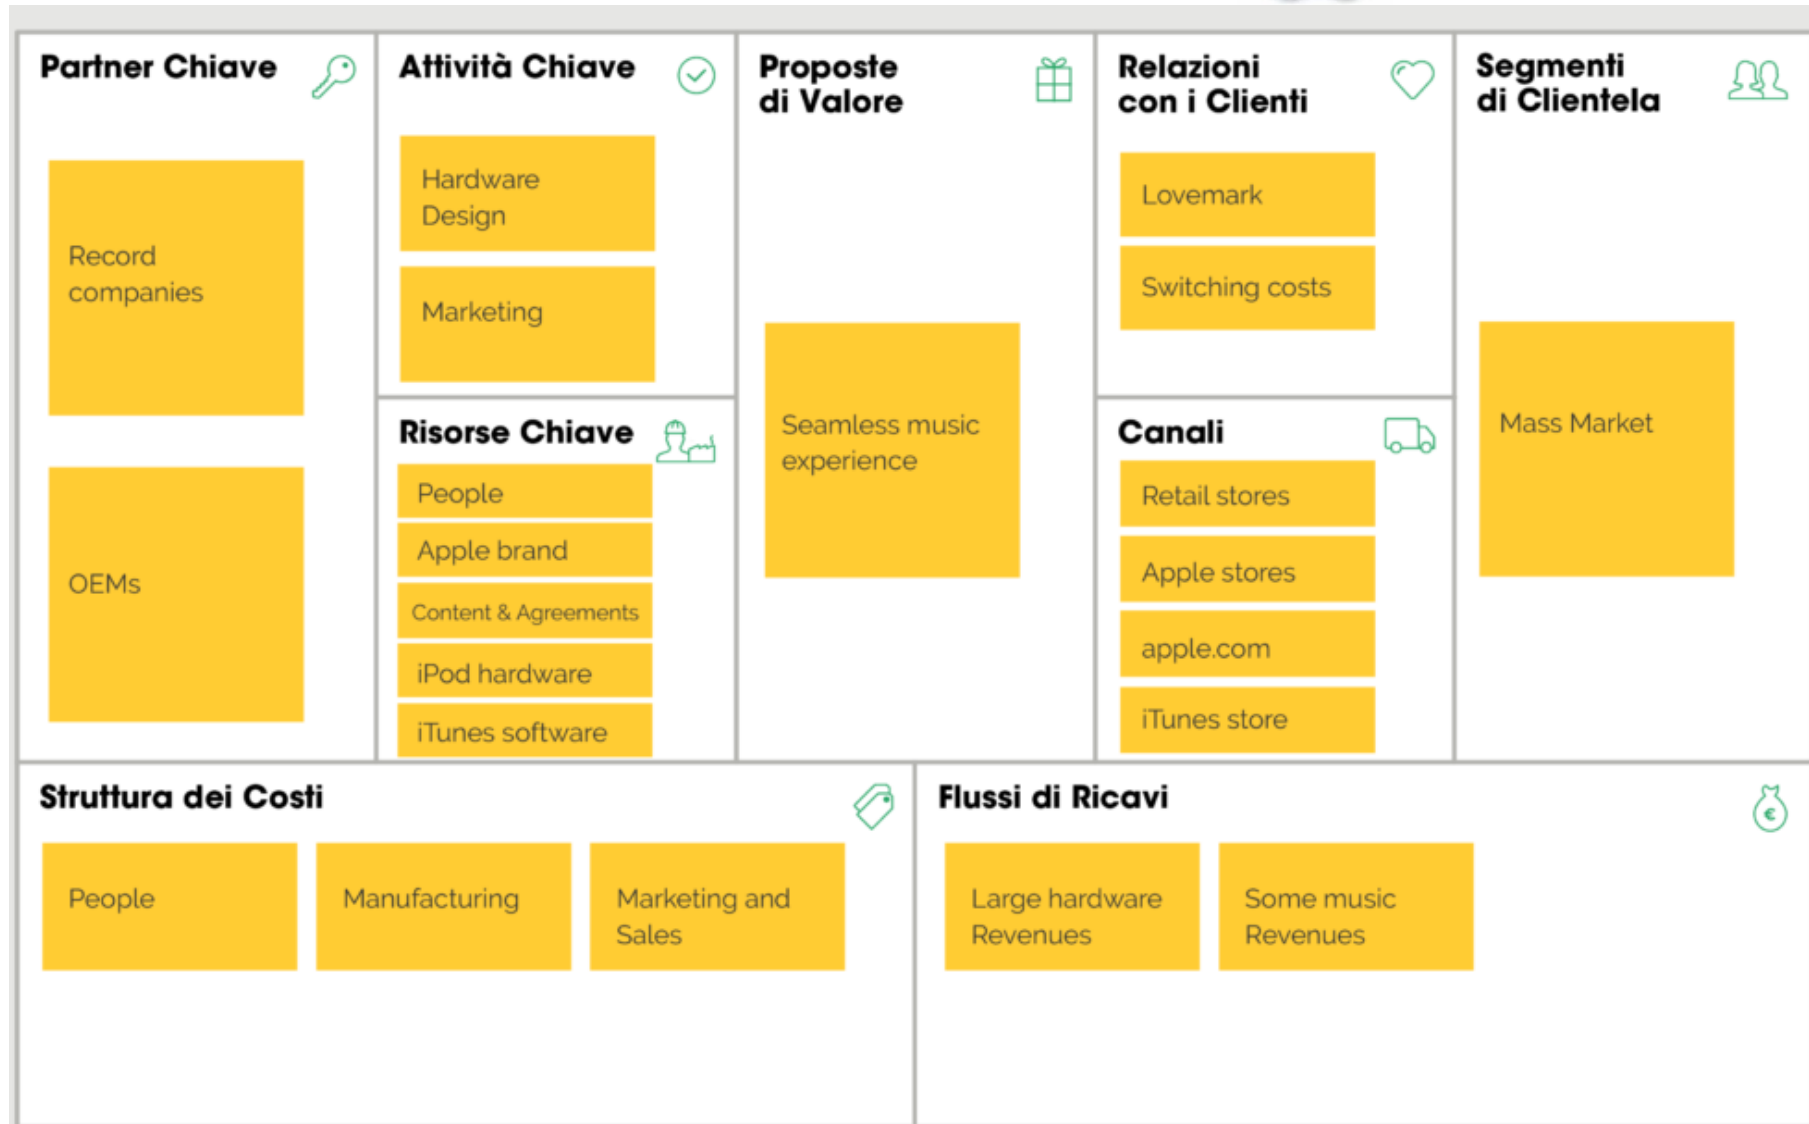 Partner Chiave
Record
companies
OEMs
Attività Chiave
Hardware
Design
Marketing
Risorse Chiave
People
Apple brand
Content & Agreements
iPod hardware
iTunes software
Proposte
di Valore
Seamless music
experience
Relazioni
con i Clienti
Lovemark
Switching costs
Canali
Retail stores
Apple stores
apple.com
iTunes store
Segmenti
di Clientela
Mass Market
Struttura dei Costi
People
Manufacturing
Marketing and
Sales
Flussi di Ricavi
€
Large hardware
Revenues
Some music
Revenues